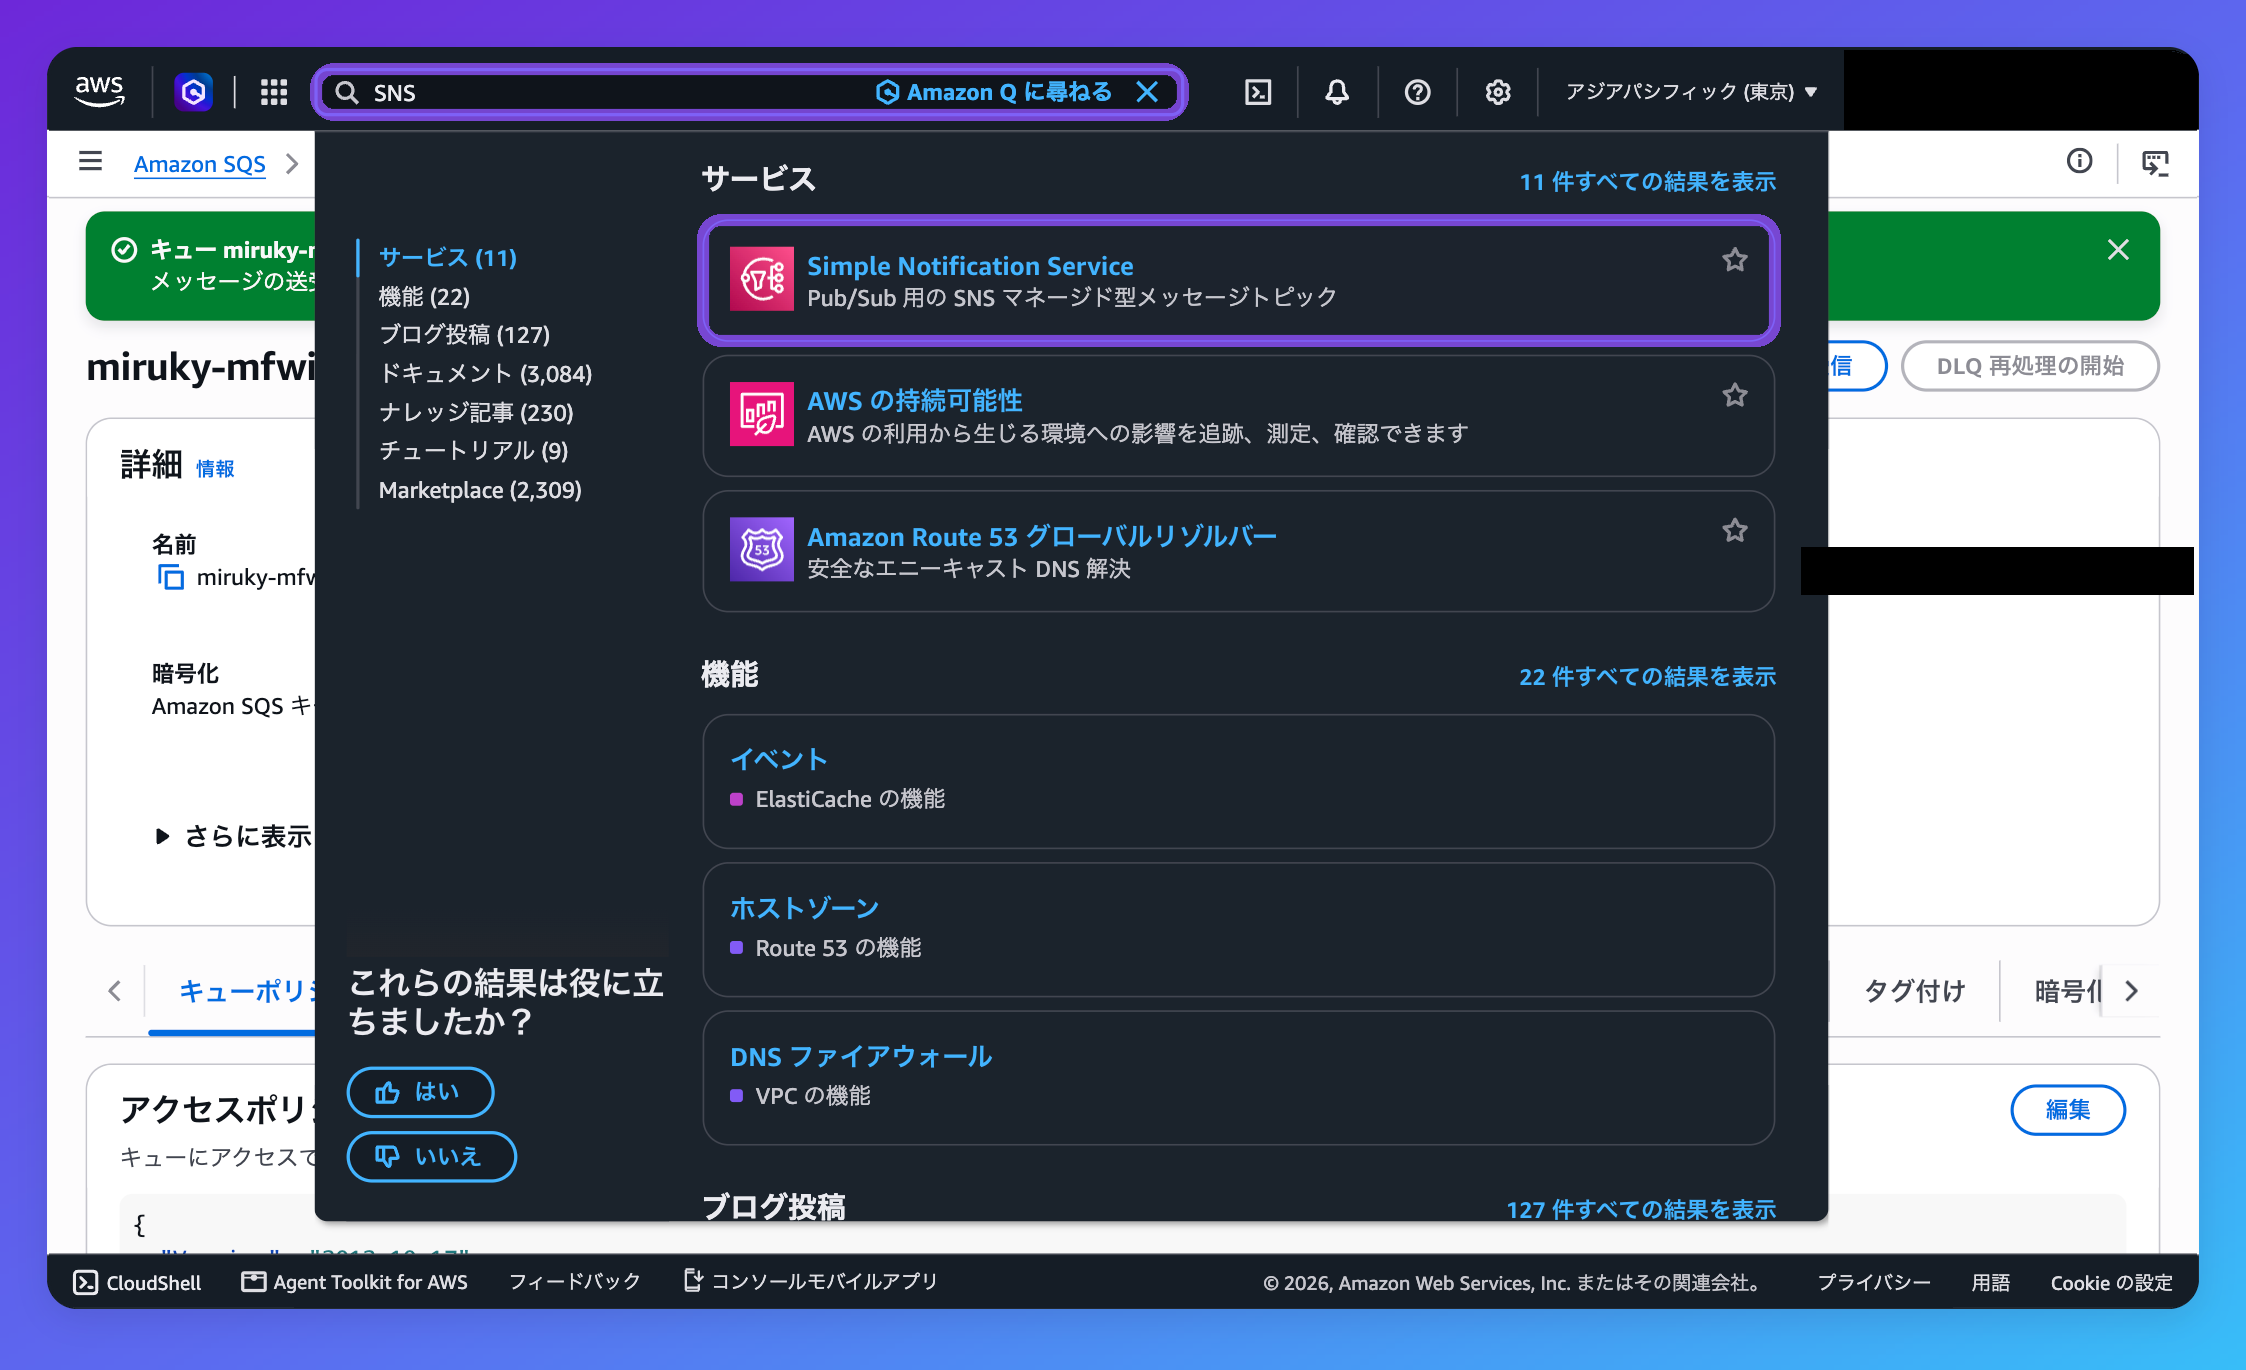 aws
SNS
Amazon Q に尋ねる
アジアパシフィック (東京)
Amazon SQS
キュー miruky-
メッセージの送
miruky-mfwi
信
DLQ 再処理の開始
詳細 情報
名前
miruky-mfw
暗号化
Amazon SQS キ
さらに表示
キューポリシ
タグ付け
暗号化
アクセスポリ
編集
キューにアクセスて
{
サービス (11)
機能 (22)
ブログ投稿 (127)
ドキュメント (3,084)
ナレッジ記事 (230)
チュートリアル (9)
Marketplace (2,309)
これらの結果は役に立
ちましたか？
はい
いいえ
サービス
11 件すべての結果を表示
Simple Notification Service
Pub/Sub 用の SNS マネージド型メッセージトピック
AWS の持続可能性
AWS の利用から生じる環境への影響を追跡、測定、確認できます
53
Amazon Route 53 グローバルリゾルバー
安全なエニーキャスト DNS 解決
機能
22 件すべての結果を表示
イベント
ElastiCache の機能
ホストゾーン
Route 53 の機能
DNS ファイアウォール
VPC の機能
ブログ投稿
127 件すべての結果を表示
CloudShell
Agent Toolkit for AWS
フィードバック
コンソールモバイルアプリ
© 2026, Amazon Web Services, Inc. またはその関連会社。
プライバシー
用語
Cookie の設定